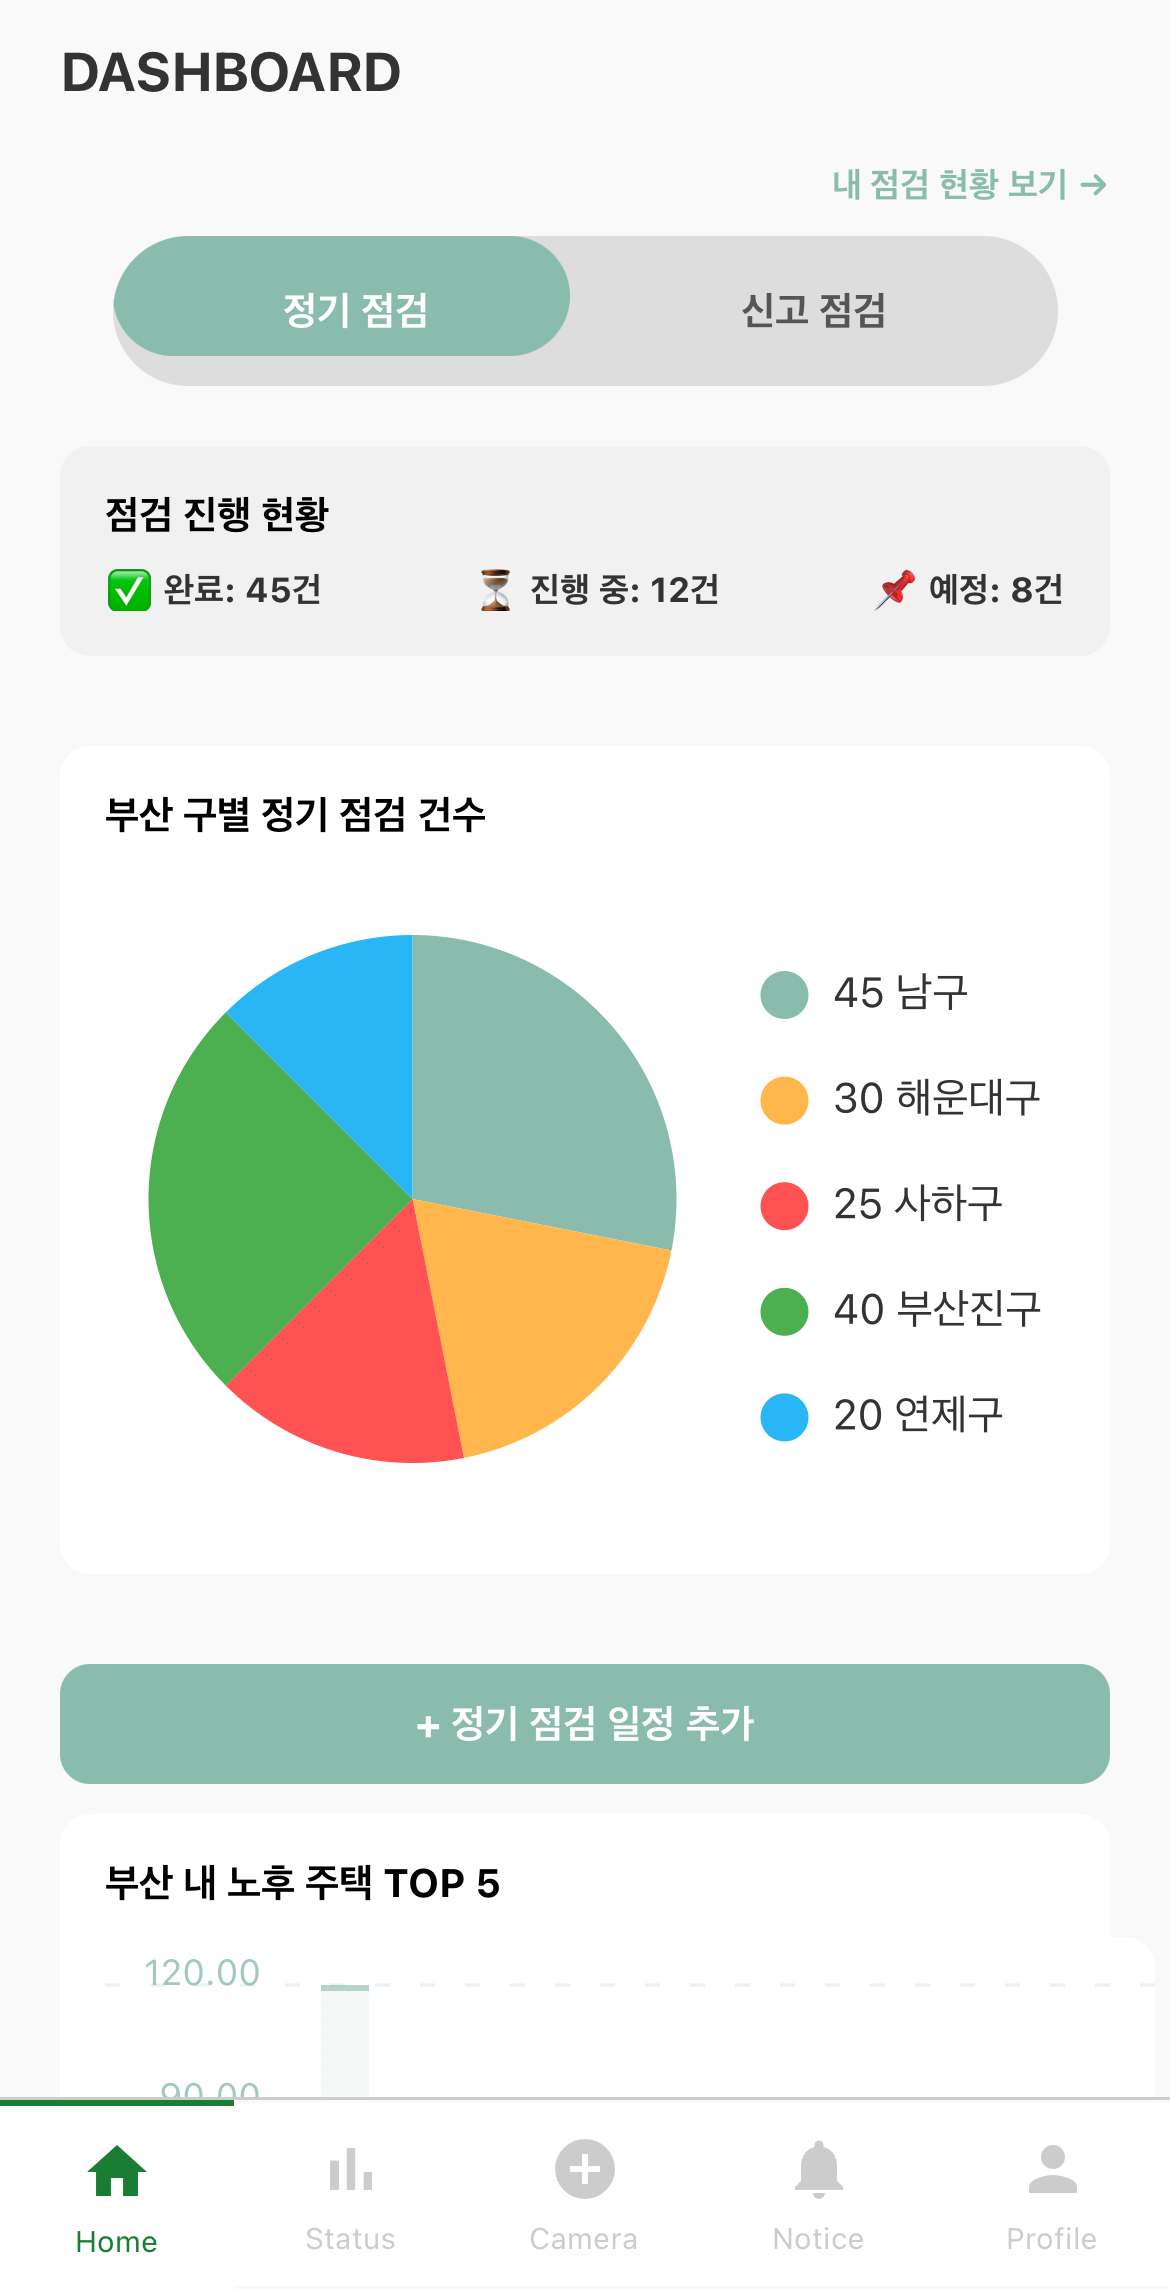 DASHBOARD
내 점검 현황 보기 →
정기 점검 신고 점검
점검 진행 현황
✅ 완료: 45건 ⏳ 진행 중: 12건 📌 예정: 8건
부산 구별 정기 점검 건수
45 남구
30 해운대구
25 사하구
40 부산진구
20 연제구
+ 정기 점검 일정 추가
부산 내 노후 주택 TOP 5
120.00
90.00
Home Status Camera Notice Profile